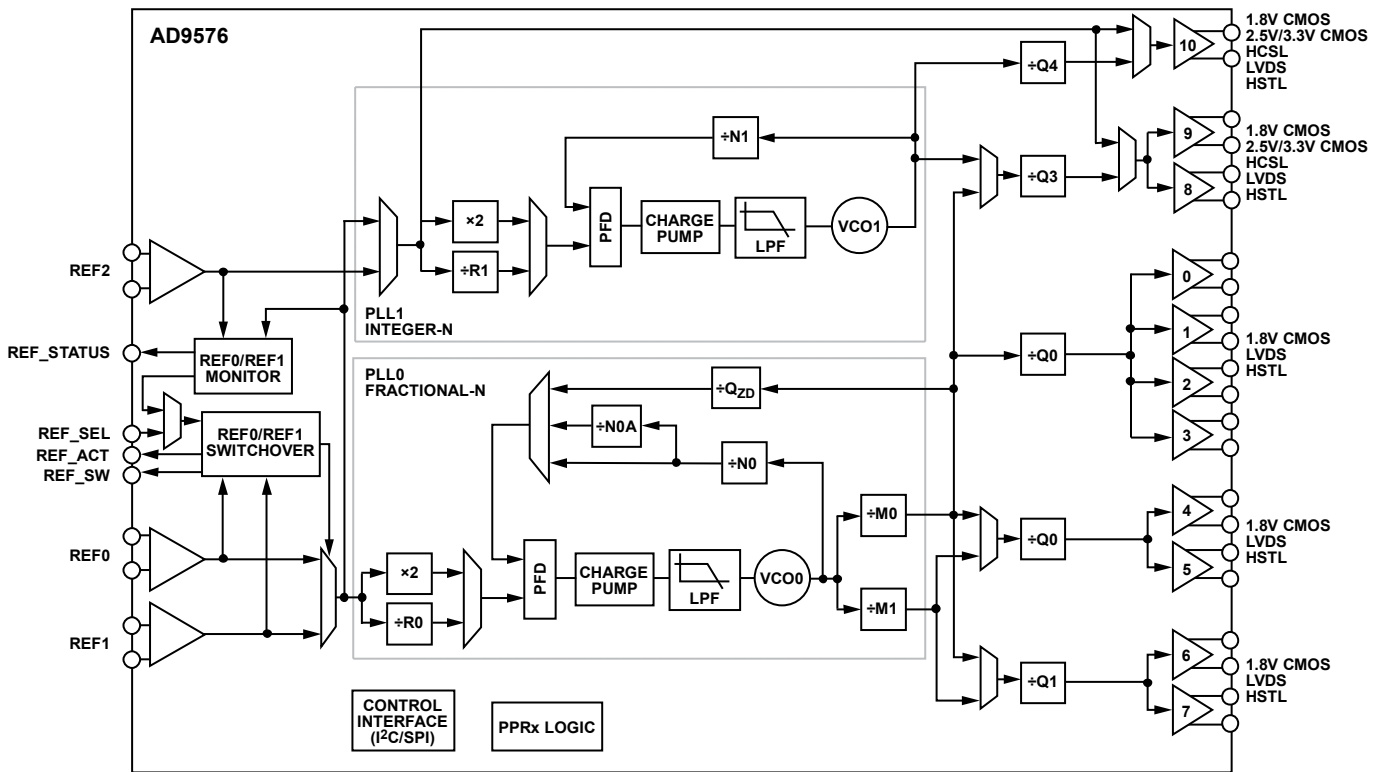 AD9576
1.8V CMOS
2.5V/3.3V CMOS
HCSL
LVDS
HSTL
10
÷Q4
÷N1
9
8
1.8V CMOS
2.5V/3.3V CMOS
HCSL
LVDS
HSTL
÷Q3
×2
÷R1
PFD
CHARGE
PUMP
LPF
VCO1
REF2
PLL1
INTEGER-N
0
1
2
3
1.8V CMOS
LVDS
HSTL
÷Q0
REF_STATUS
REF0/REF1
MONITOR
PLL0
FRACTIONAL-N
÷QZD
÷N0A
÷N0
REF_SEL
REF_ACT
REF_SW
REF0/REF1
SWITCHOVER
÷M0
÷M1
÷Q0
4
5
1.8V CMOS
LVDS
HSTL
REF0
REF1
×2
÷R0
PFD
CHARGE
PUMP
LPF
VCO0
÷Q1
6
7
1.8V CMOS
LVDS
HSTL
CONTROL
INTERFACE
(I2C/SPI)
PPRx LOGIC